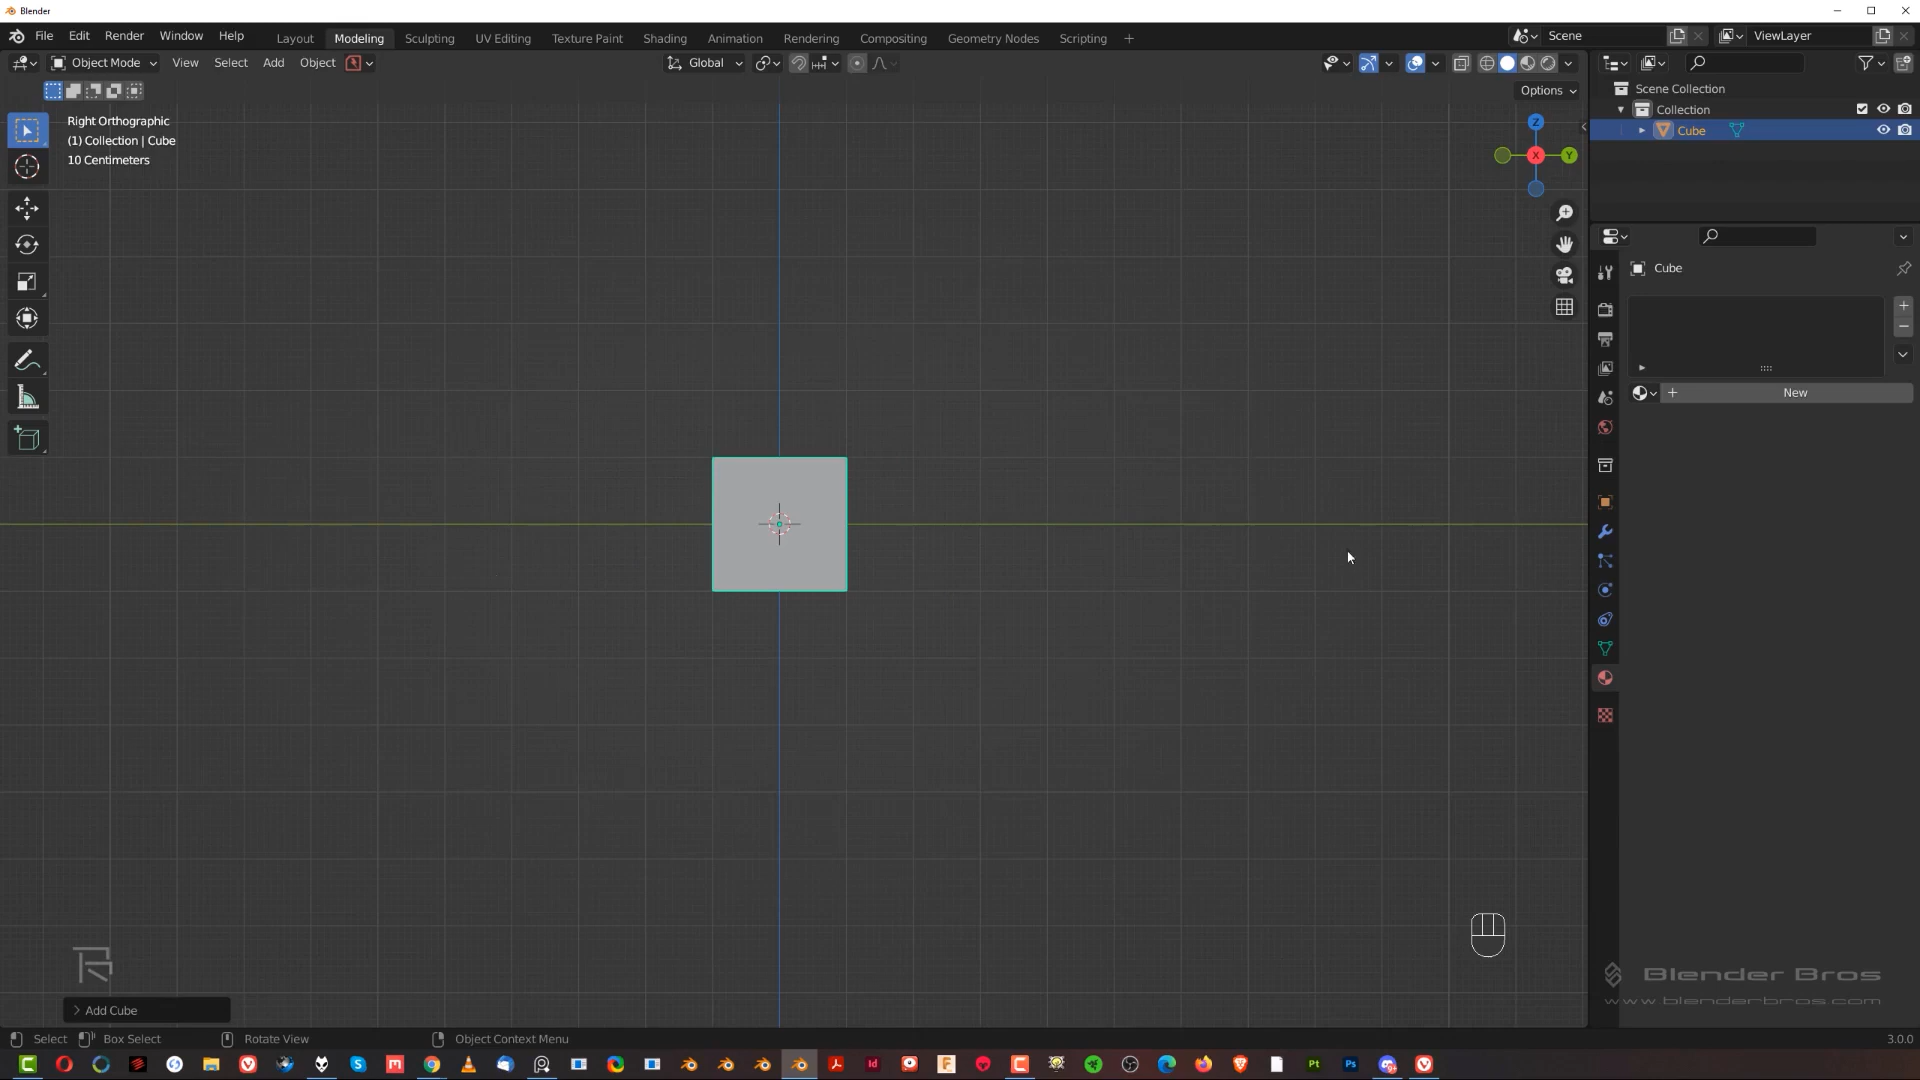 Blender
File Edit Render Window Help Layout Modeling Sculpting UV Editing Texture Paint Shading Animation Rendering Compositing Geometry Nodes Scripting + Scene ViewLayer
Object Mode View Select Add Object Global
Options
Right Orthographic
(1) Collection | Cube
10 Centimeters
Z
X Y
Scene Collection
Collection
Cube
Cube
New
Blender Bros
www.blenderbros.com
Add Cube
Select Box Select Rotate View Object Context Menu 3.0.0
Id F Pt Ps